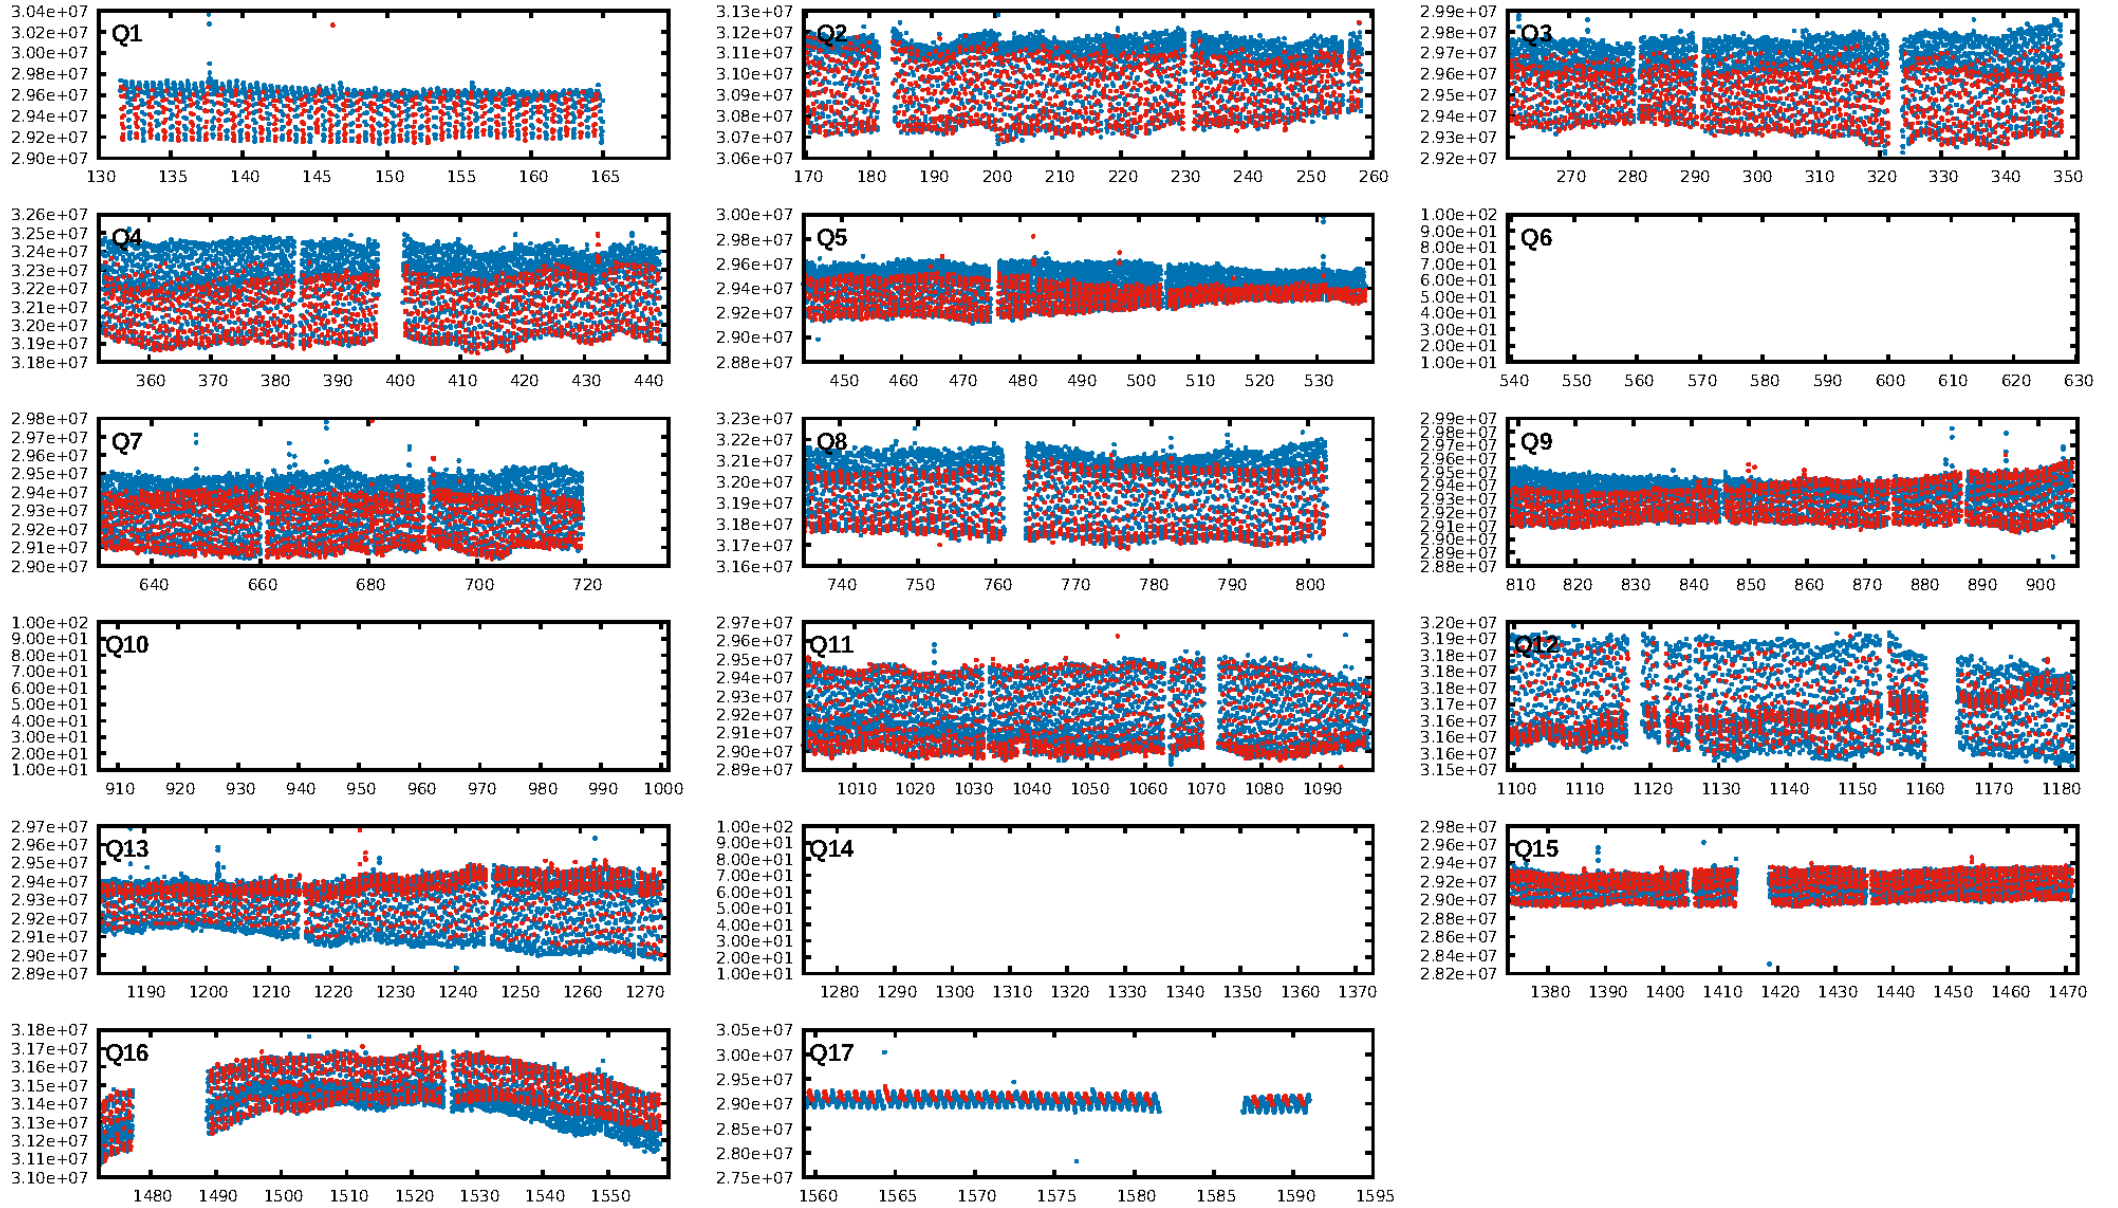 Q1
3.04e+07
3.02e+07
3.00e+07
2.98e+07
2.96e+07
2.94e+07
2.92e+07
2.90e+07
130 135 140 145 150 155 160 165
Q2
3.13e+07
3.12e+07
3.11e+07
3.10e+07
3.09e+07
3.08e+07
3.07e+07
3.06e+07
170 180 190 200 210 220 230 240 250 260
Q3
2.99e+07
2.98e+07
2.97e+07
2.96e+07
2.95e+07
2.94e+07
2.93e+07
2.92e+07
270 280 290 300 310 320 330 340 350
Q4
3.26e+07
3.25e+07
3.24e+07
3.23e+07
3.22e+07
3.21e+07
3.20e+07
3.19e+07
3.18e+07
360 370 380 390 400 410 420 430 440
Q5
3.00e+07
2.98e+07
2.96e+07
2.94e+07
2.92e+07
2.90e+07
2.88e+07
450 460 470 480 490 500 510 520 530
Q6
1.00e+02
9.00e+01
8.00e+01
7.00e+01
6.00e+01
5.00e+01
4.00e+01
3.00e+01
2.00e+01
1.00e+01
540 550 560 570 580 590 600 610 620 630
Q7
2.98e+07
2.97e+07
2.96e+07
2.95e+07
2.94e+07
2.93e+07
2.92e+07
2.91e+07
2.90e+07
640 660 680 700 720
Q8
3.23e+07
3.22e+07
3.21e+07
3.20e+07
3.19e+07
3.18e+07
3.17e+07
3.16e+07
740 750 760 770 780 790 800
Q9
2.99e+07
2.98e+07
2.97e+07
2.96e+07
2.95e+07
2.94e+07
2.93e+07
2.92e+07
2.91e+07
2.90e+07
2.89e+07
2.88e+07
810 820 830 840 850 860 870 880 890 900
Q10
1.00e+02
9.00e+01
8.00e+01
7.00e+01
6.00e+01
5.00e+01
4.00e+01
3.00e+01
2.00e+01
1.00e+01
910 920 930 940 950 960 970 980 990 1000
Q11
2.97e+07
2.96e+07
2.95e+07
2.94e+07
2.93e+07
2.92e+07
2.91e+07
2.90e+07
2.89e+07
1010 1020 1030 1040 1050 1060 1070 1080 1090
Q12
3.20e+07
3.19e+07
3.18e+07
3.18e+07
3.17e+07
3.16e+07
3.16e+07
3.16e+07
3.15e+07
1100 1110 1120 1130 1140 1150 1160 1170 1180
Q13
2.97e+07
2.96e+07
2.95e+07
2.94e+07
2.93e+07
2.92e+07
2.91e+07
2.90e+07
2.89e+07
1190 1200 1210 1220 1230 1240 1250 1260 1270
Q14
1.00e+02
9.00e+01
8.00e+01
7.00e+01
6.00e+01
5.00e+01
4.00e+01
3.00e+01
2.00e+01
1.00e+01
1280 1290 1300 1310 1320 1330 1340 1350 1360 1370
Q15
2.98e+07
2.96e+07
2.94e+07
2.92e+07
2.90e+07
2.88e+07
2.86e+07
2.84e+07
2.82e+07
1380 1390 1400 1410 1420 1430 1440 1450 1460 1470
Q16
3.18e+07
3.17e+07
3.16e+07
3.15e+07
3.14e+07
3.13e+07
3.12e+07
3.11e+07
3.10e+07
1480 1490 1500 1510 1520 1530 1540 1550
Q17
3.05e+07
3.00e+07
2.95e+07
2.90e+07
2.85e+07
2.80e+07
2.75e+07
1560 1565 1570 1575 1580 1585 1590 1595